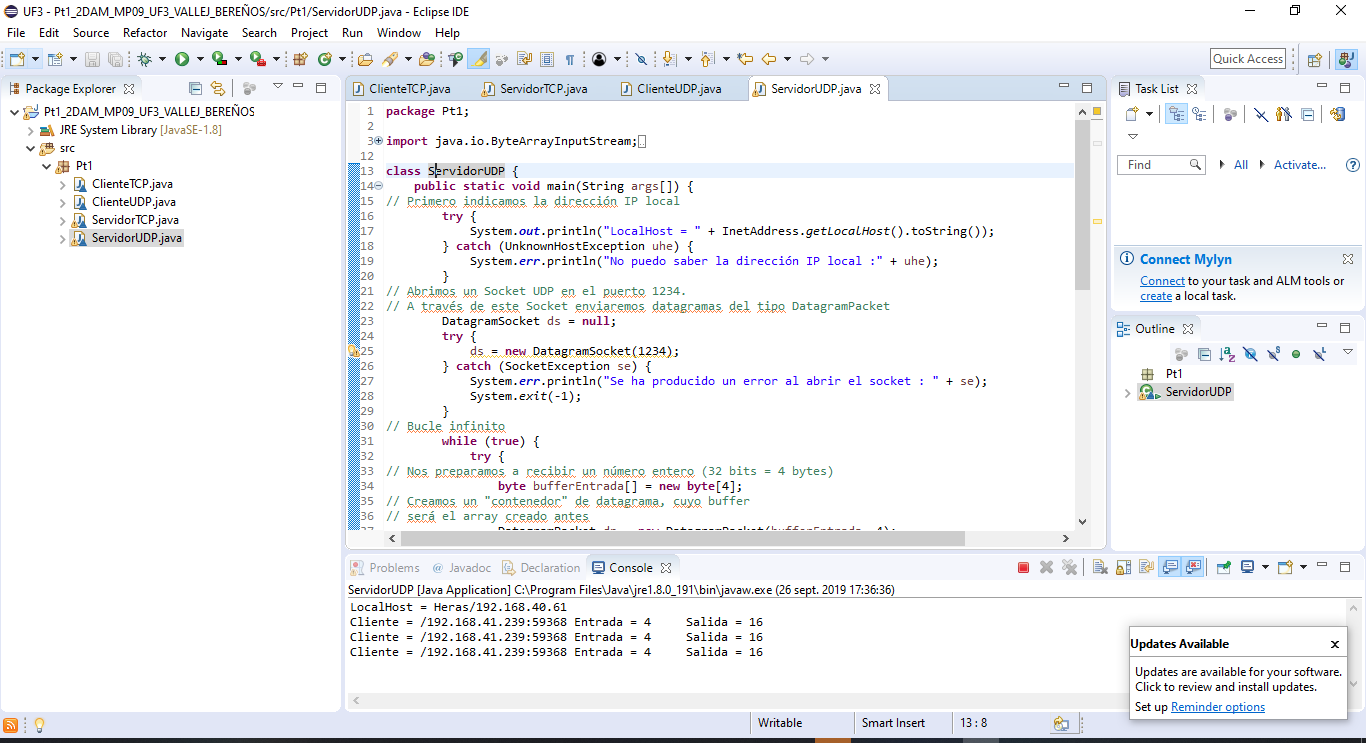 UF3 - Pt1_2DAM_MP09_UF3_VALLEJ_BEREÑOS/src/Pt1/ServidorUDP.java - Eclipse IDE
File Edit Source Refactor Navigate Search Project Run Window Help
Quick Access
Package Explorer
Pt1_2DAM_MP09_UF3_VALLEJ_BEREÑOS
JRE System Library [JavaSE-1.8]
src
Pt1
ClienteTCP.java
ClienteUDP.java
ServidorTCP.java
ServidorUDP.java
ClienteTCP.java ServidorTCP.java ClienteUDP.java ServidorUDP.java
1 package Pt1;
2
3 import java.io.ByteArrayInputStream;
12
13 class ServidorUDP {
14 public static void main(String args[]) {
15 // Primero indicamos la dirección IP local
16 try {
17 System.out.println("LocalHost = " + InetAddress.getLocalHost().toString());
18 } catch (UnknownHostException uhe) {
19 System.err.println("No puedo saber la dirección IP local :" + uhe);
20 }
21 // Abrimos un Socket UDP en el puerto 1234.
22 // A través de este Socket enviaremos datagramas del tipo DatagramPacket
23 DatagramSocket ds = null;
24 try {
25 ds = new DatagramSocket(1234);
26 } catch (SocketException se) {
27 System.err.println("Se ha producido un error al abrir el socket : " + se);
28 System.exit(-1);
29 }
30 // Bucle infinito
31 while (true) {
32 try {
33 // Nos preparamos a recibir un número entero (32 bits = 4 bytes)
34 byte bufferEntrada[] = new byte[4];
35 // Creamos un "contenedor" de datagrama, cuyo buffer
36 // será el array creado antes
Task List
Find All Activate...
Connect Mylyn
Connect to your task and ALM tools or
create a local task.
Outline
Pt1
ServidorUDP
Problems Javadoc Declaration Console
ServidorUDP [Java Application] C:\Program Files\Java\jre1.8.0_191\bin\javaw.exe (26 sept. 2019 17:36:36)
LocalHost = Heras/192.168.40.61
Cliente = /192.168.41.239:59368 Entrada = 4 Salida = 16
Cliente = /192.168.41.239:59368 Entrada = 4 Salida = 16
Cliente = /192.168.41.239:59368 Entrada = 4 Salida = 16
Updates Available
Updates are available for your software.
Click to review and install updates.
Set up Reminder options
Writable Smart Insert 13 : 8